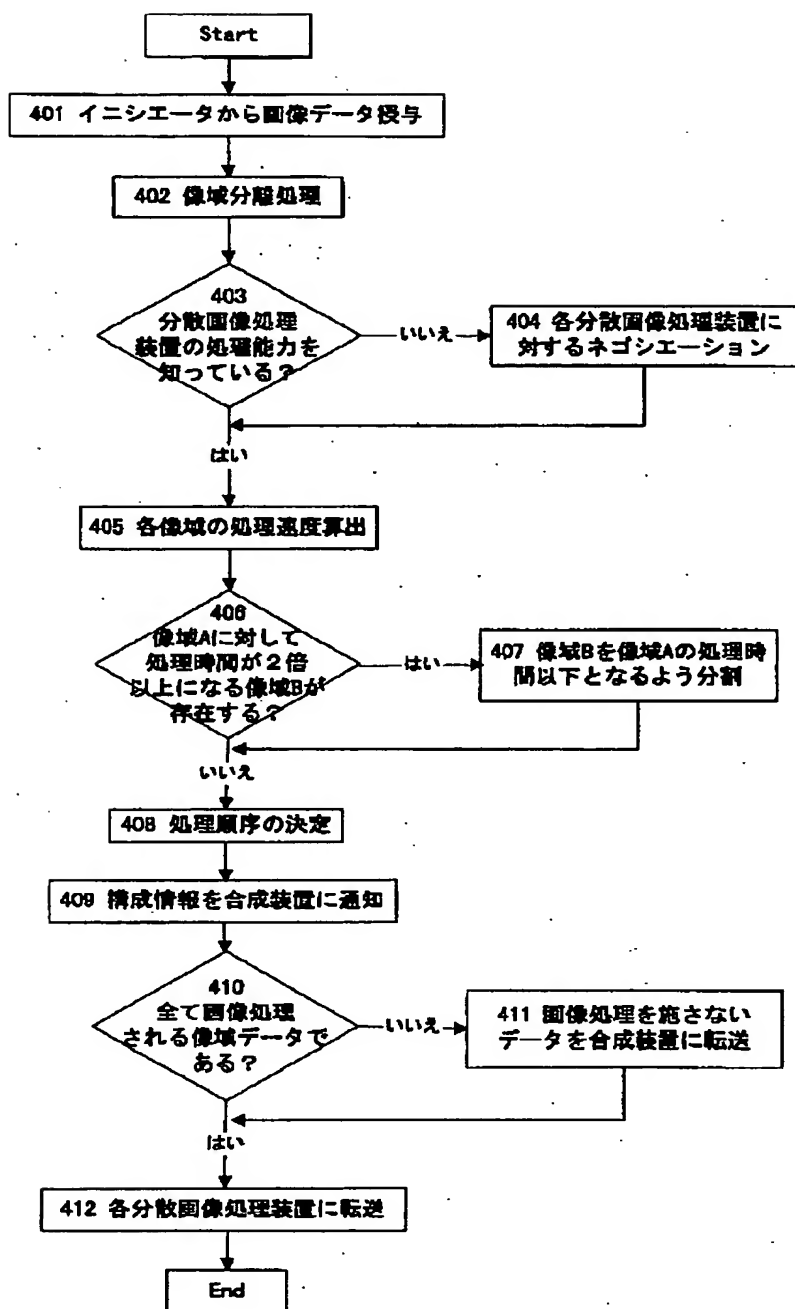 Start
401 イニシエータから画像データ授与
402 像域分離処理
403
分散画像処理
装置の処理能力を
知っている？
いいえ
404 各分散画像処理装置に
対するネゴシエーション
はい
405 各像域の処理速度算出
406
像域Aに対して
処理時間が２倍
以上になる像域Bが
存在する？
はい
407 像域Bを像域Aの処理時
間以下となるよう分割
いいえ
408 処理順序の決定
409 構成情報を合成装置に通知
410
全て画像処理
される像域データで
ある？
いいえ
411 画像処理を施さない
データを合成装置に転送
はい
412 各分散画像処理装置に転送
End